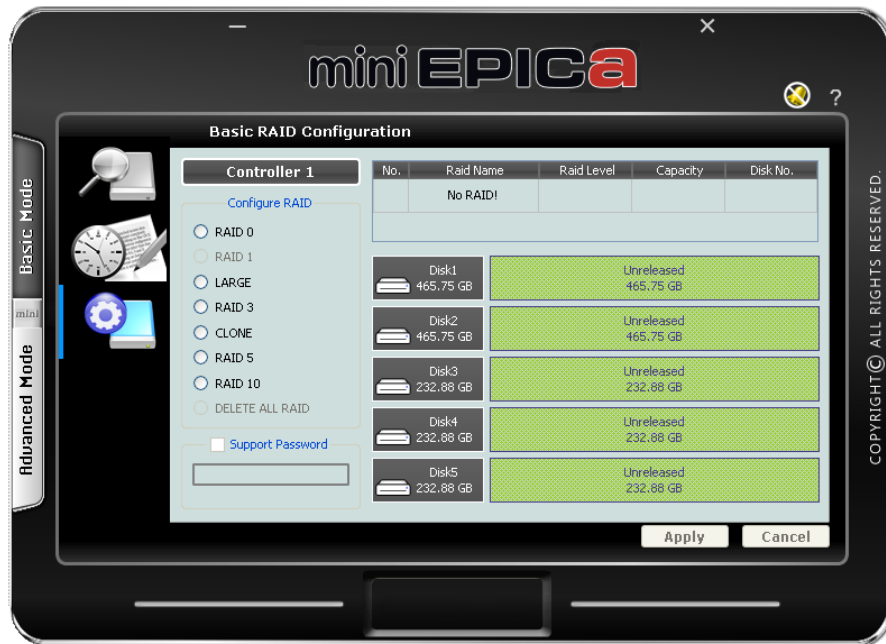 mini EPICa
?
Basic RAID Configuration
Basic Mode
mini
Advanced Mode
Controller 1
Configure RAID
RAID 0
RAID 1
LARGE
RAID 3
CLONE
RAID 5
RAID 10
DELETE ALL RAID
Support Password
No. Raid Name Raid Level Capacity Disk No.
No RAID!
Disk1
465.75 GB
Unreleased
465.75 GB
Disk2
465.75 GB
Unreleased
465.75 GB
Disk3
232.88 GB
Unreleased
232.88 GB
Disk4
232.88 GB
Unreleased
232.88 GB
Disk5
232.88 GB
Unreleased
232.88 GB
Apply Cancel
COPYRIGHT© ALL RIGHTS RESERVED.